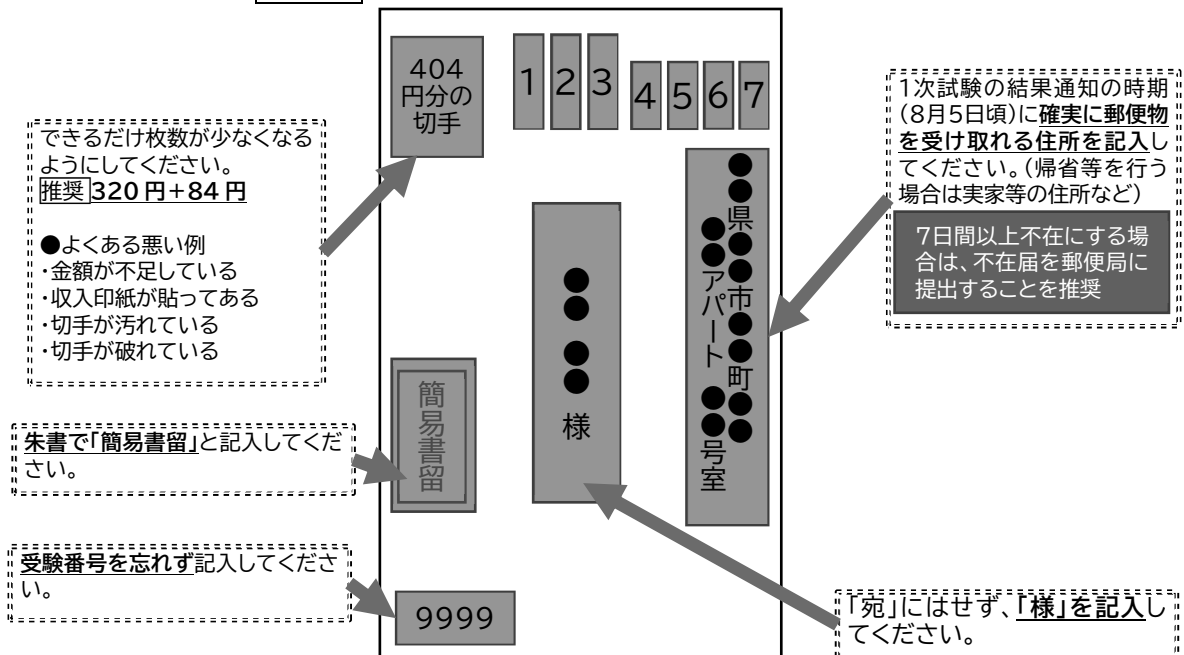 できるだけ枚数が少なくなる
ようにしてください。
推奨 320円+84円
●よくある悪い例
・金額が不足している
・収入印紙が貼ってある
・切手が汚れている
・切手が破れている
朱書で「簡易書留」と記入してくだ
さい。
受験番号を忘れず記入してくださ
い。
404
円分の
切手
1234567
●●県●●市●●町●●
●●アパート ●●号室
●● ●● 様
簡易書留
9999
1次試験の結果通知の時期
(8月5日頃)に確実に郵便物
を受け取れる住所を記入し
てください。(帰省等を行う
場合は実家等の住所など)
7日間以上不在にする場
合は、不在届を郵便局に
提出することを推奨
「宛」にはせず、「様」を記入し
てください。